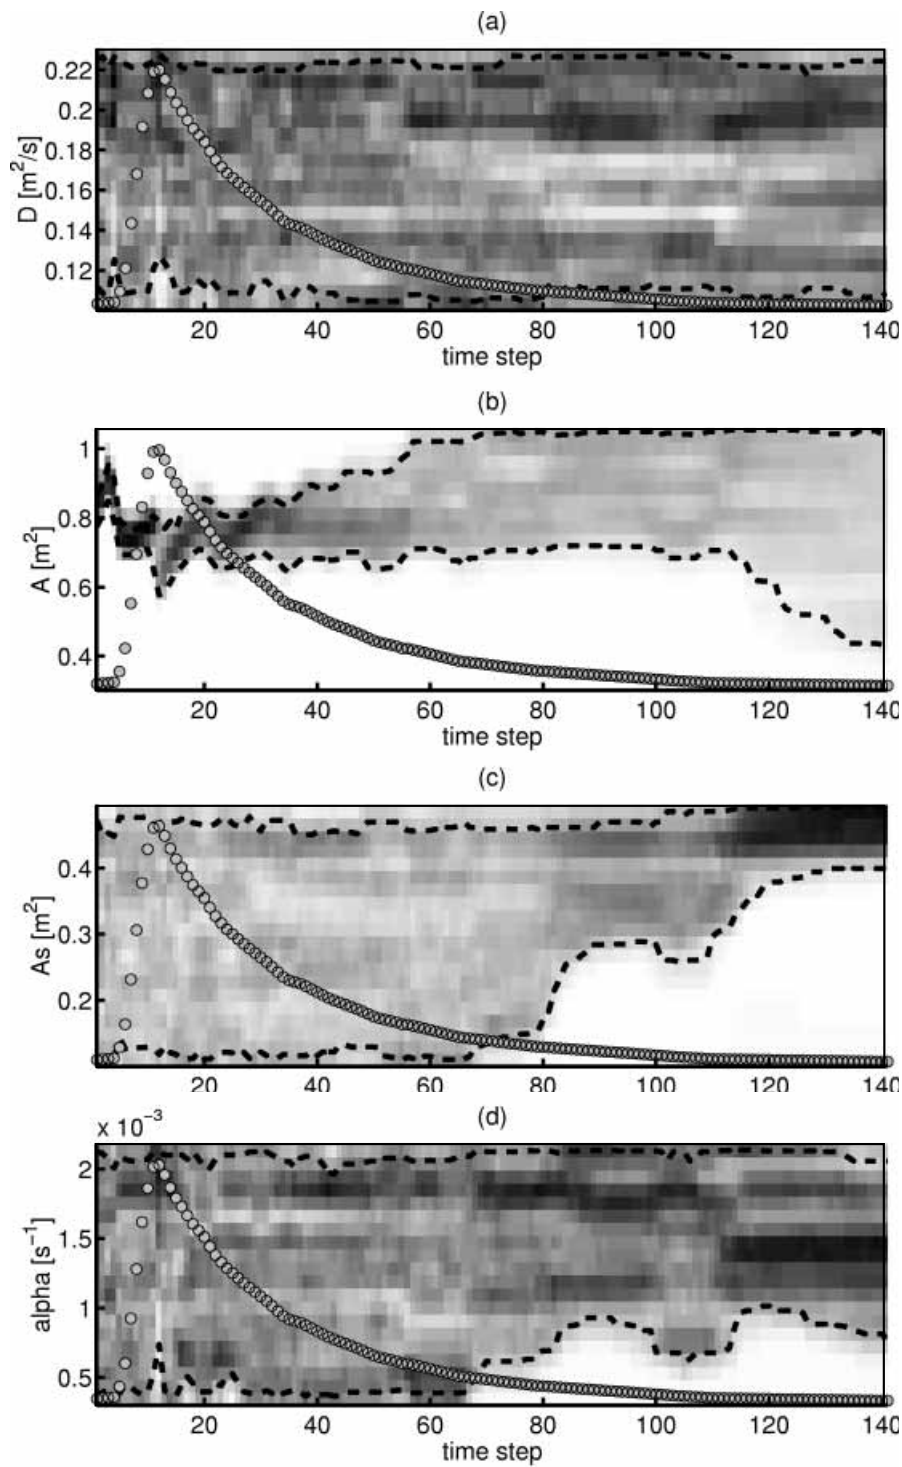 (a)
0.22
0.2
0.18
0.16
0.14
0.12
D [m²/s]
20 40 60 80 100 120 140
time step
(b)
1
0.8
0.6
0.4
A [m²]
20 40 60 80 100 120 140
time step
(c)
0.4
0.3
0.2
As [m²]
20 40 60 80 100 120 140
(d)
x 10⁻³
2
1.5
1
0.5
alpha [s⁻¹]
20 40 60 80 100 120 140
time step